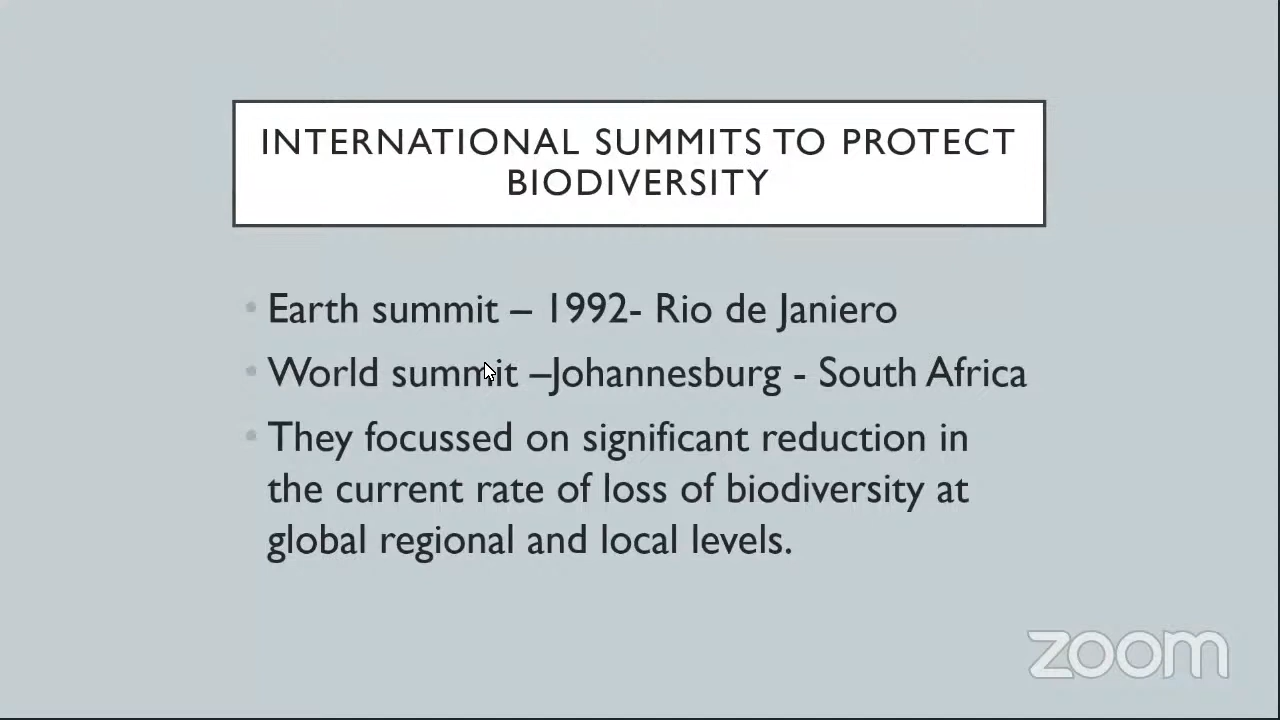 INTERNATIONAL SUMMITS TO PROTECT
BIODIVERSITY
• Earth summit – 1992- Rio de Janiero
• World summit –Johannesburg - South Africa
• They focussed on significant reduction in
the current rate of loss of biodiversity at
global regional and local levels.
zoom